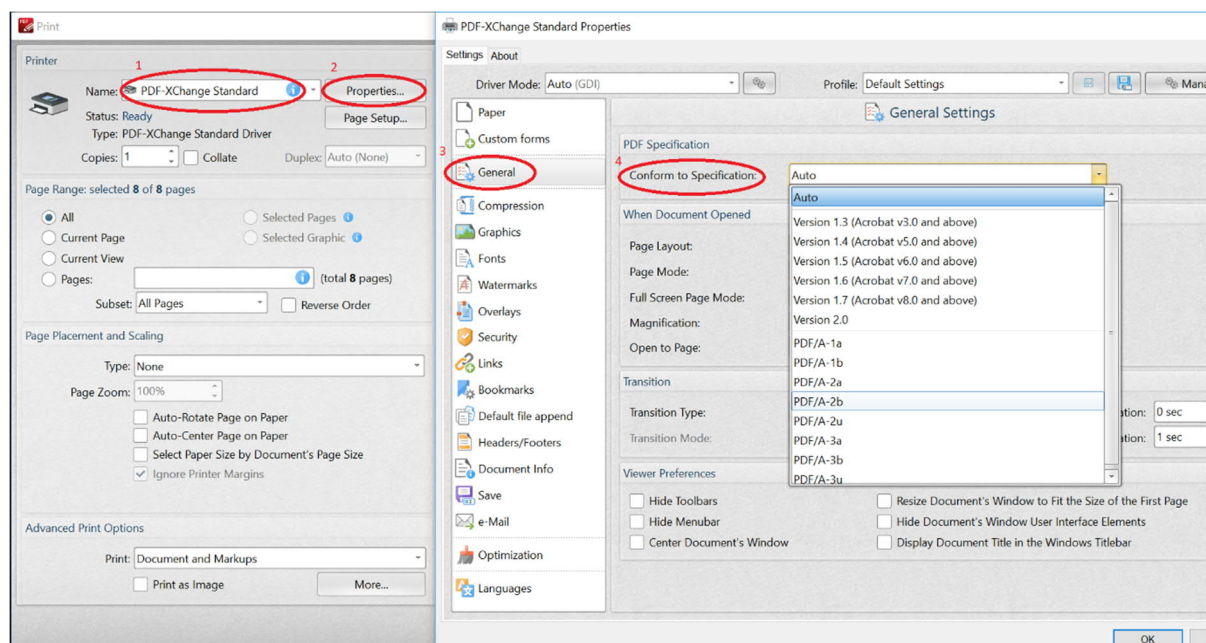 Print
Printer
1
2
Name: PDF-XChange Standard
Properties...
Status: Ready
Page Setup...
Type: PDF-XChange Standard Driver
Copies: 1
Collate
Duplex: Auto (None)
Page Range: selected 8 of 8 pages
All
Selected Pages
Current Page
Selected Graphic
Current View
Pages:
(total 8 pages)
Subset: All Pages
Reverse Order
Page Placement and Scaling
Type: None
Page Zoom: 100%
Auto-Rotate Page on Paper
Auto-Center Page on Paper
Select Paper Size by Document's Page Size
Ignore Printer Margins
Advanced Print Options
Print: Document and Markups
Print as Image
More...
PDF-XChange Standard Properties
Settings About
Driver Mode: Auto (GDI)
Profile: Default Settings
Mana
Paper
Custom forms
3
General
Compression
Graphics
Fonts
Watermarks
Overlays
Security
Links
Bookmarks
Default file append
Headers/Footers
Document Info
Save
e-Mail
Optimization
Languages
General Settings
PDF Specification
4
Conform to Specification: Auto
Auto
Version 1.3 (Acrobat v3.0 and above)
Version 1.4 (Acrobat v5.0 and above)
Version 1.5 (Acrobat v6.0 and above)
Version 1.6 (Acrobat v7.0 and above)
Version 1.7 (Acrobat v8.0 and above)
Version 2.0
PDF/A-1a
PDF/A-1b
PDF/A-2a
PDF/A-2b
PDF/A-2u
PDF/A-3a
PDF/A-3b
PDF/A-3u
When Document Opened
Page Layout:
Page Mode:
Full Screen Page Mode:
Magnification:
Open to Page:
Transition
Transition Type:
ation: 0 sec
Transition Mode:
ation: 1 sec
Viewer Preferences
Hide Toolbars
Resize Document's Window to Fit the Size of the First Page
Hide Menubar
Hide Document's Window User Interface Elements
Center Document's Window
Display Document Title in the Windows Titlebar
OK